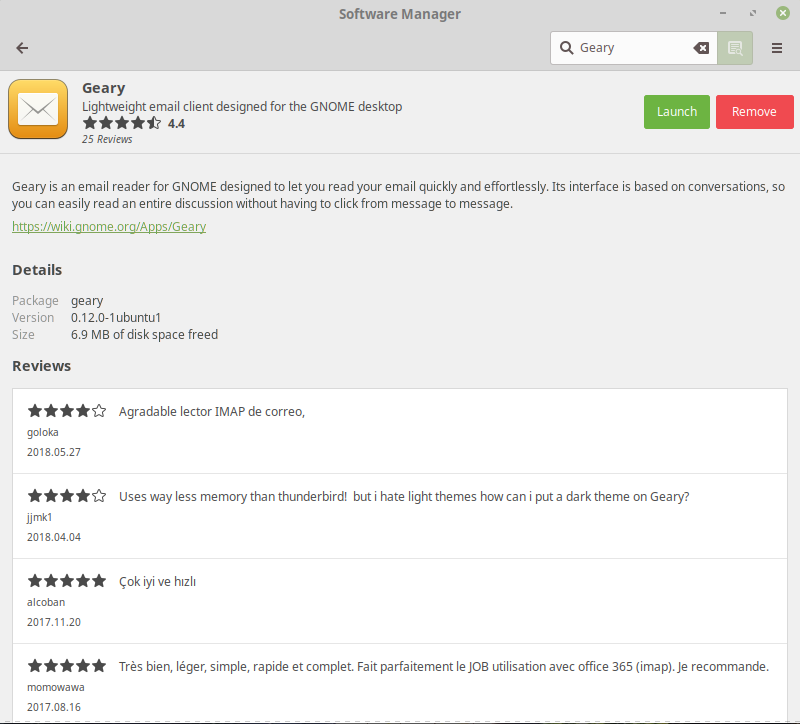 Software Manager
Geary
Geary
Lightweight email client designed for the GNOME desktop
4.4
25 Reviews
Launch
Remove
Geary is an email reader for GNOME designed to let you read your email quickly and effortlessly. Its interface is based on conversations, so
you can easily read an entire discussion without having to click from message to message.
https://wiki.gnome.org/Apps/Geary
Details
Package geary
Version 0.12.0-1ubuntu1
Size 6.9 MB of disk space freed
Reviews
Agradable lector IMAP de correo,
goloka
2018.05.27
Uses way less memory than thunderbird!  but i hate light themes how can i put a dark theme on Geary?
jjmk1
2018.04.04
Çok iyi ve hızlı
alcoban
2017.11.20
Très bien, léger, simple, rapide et complet. Fait parfaitement le JOB utilisation avec office 365 (imap). Je recommande.
momowawa
2017.08.16